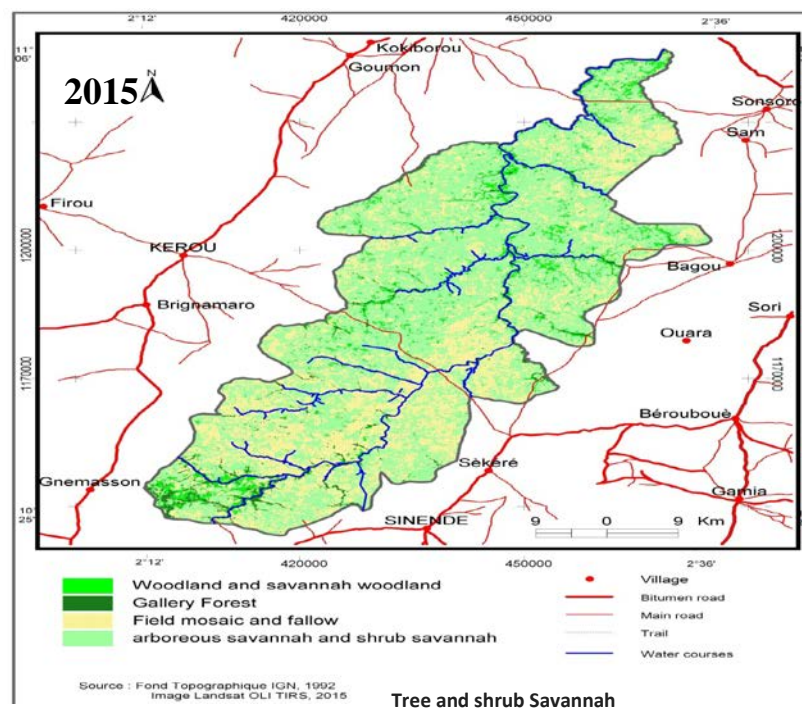 2°12' 420000 450000 2°36'
11° 06'
Kokiborou
Goumon
2015 N
Sonsoro
Sam
Firou
1200000 KEROU 1200000
Bagou
Brignamaro
Sori
Ouara
1170000 1170000
Bérouboué
Sèkéré
Gnemasson
Gamia
25° SINENDE 9 0 9 Km
2°12' 420000 450000 2°36'
Woodland and savannah woodland
Gallery Forest
Field mosaic and fallow
arboreous savannah and shrub savannah
Village
Bitumen road
Main road
Trail
Water courses
Source : Fond Topographique IGN, 1992
Image Landsat OLI TIRS, 2015
Tree and shrub Savannah